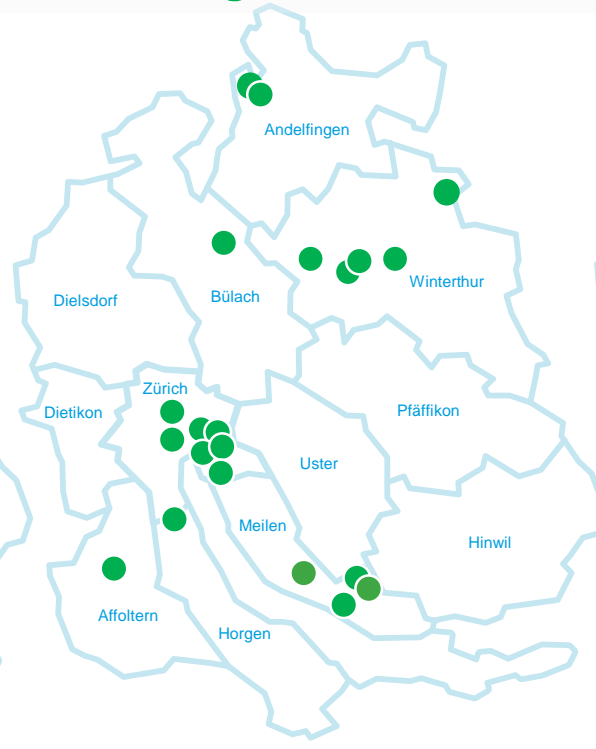 Andelfingen
Winterthur
Bülach
Dielsdorf
Zürich
Dietikon
Pfäffikon
Uster
Meilen
Hinwil
Affoltern
Horgen